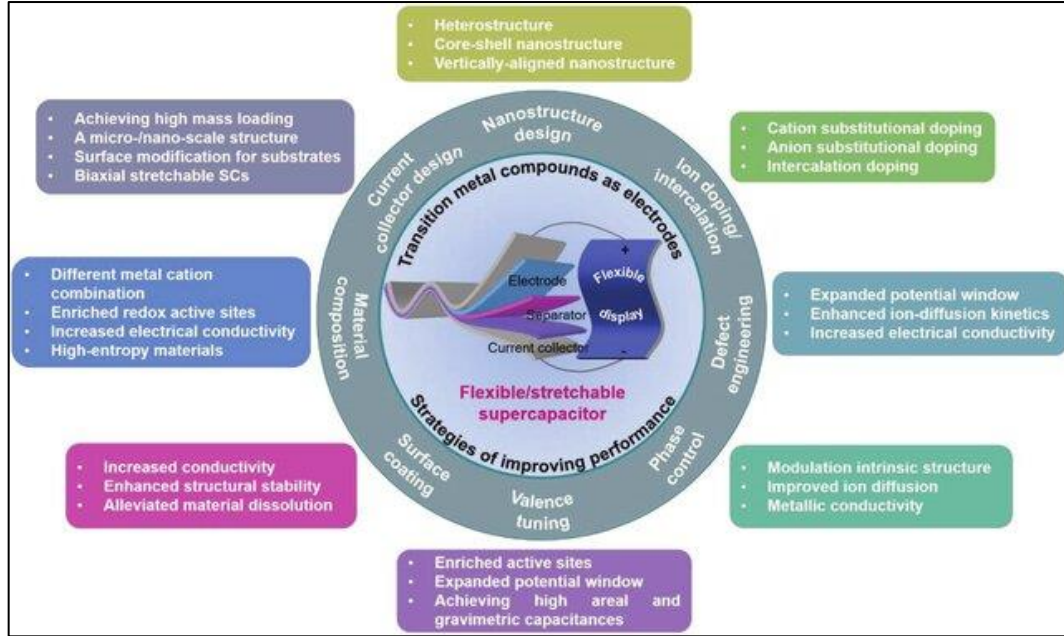 • Heterostructure
• Core-shell nanostructure
• Vertically-aligned nanostructure
• Achieving high mass loading
• A micro-/nano-scale structure
• Surface modification for substrates
• Biaxial stretchable SCs
• Cation substitutional doping
• Anion substitutional doping
• Intercalation doping
• Different metal cation
combination
• Enriched redox active sites
• Increased electrical conductivity
• High-entropy materials
• Expanded potential window
• Enhanced ion-diffusion kinetics
• Increased electrical conductivity
• Increased conductivity
• Enhanced structural stability
• Alleviated material dissolution
• Modulation intrinsic structure
• Improved ion diffusion
• Metallic conductivity
• Enriched active sites
• Expanded potential window
• Achieving high areal and
gravimetric capacitances
Nanostructure
design
Ion doping/
intercalation
Defect
engineering
Phase
control
Valence
tuning
Surface
coating
Material
composition
Current
collector design
Transition metal compounds as electrodes
+
Electrode
Flexible
Separator
display
Current collector
-
Flexible/stretchable
supercapacitor
Strategies of improving performance